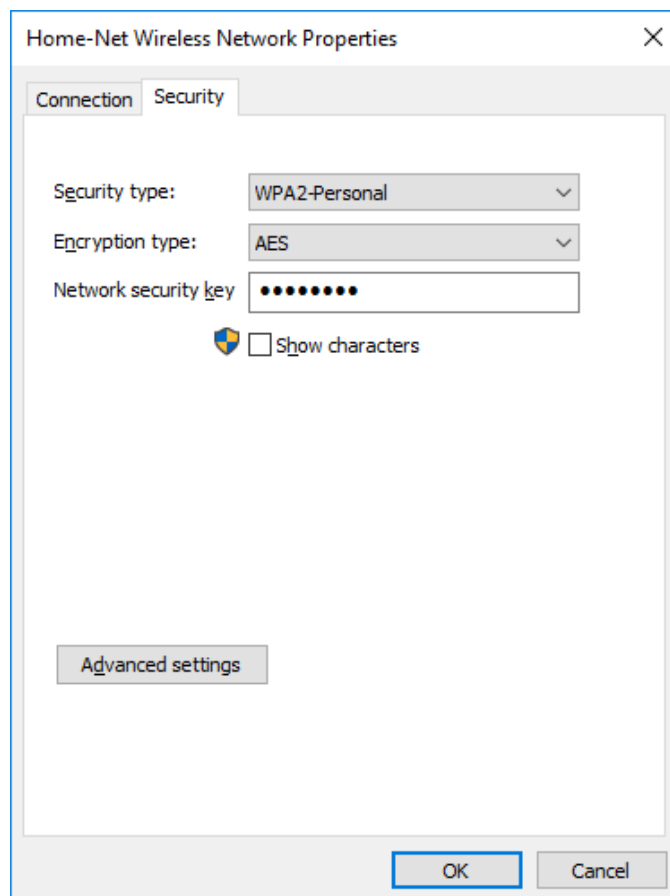 Home-Net Wireless Network Properties
Connection Security
Security type: WPA2-Personal
Encryption type: AES
Network security key ●●●●●●●●
Show characters
Advanced settings
OK Cancel